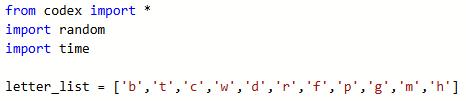 from codex import *
import random
import time
letter_list = ['b','t','c','w','d','r','f','p','g','m','h']